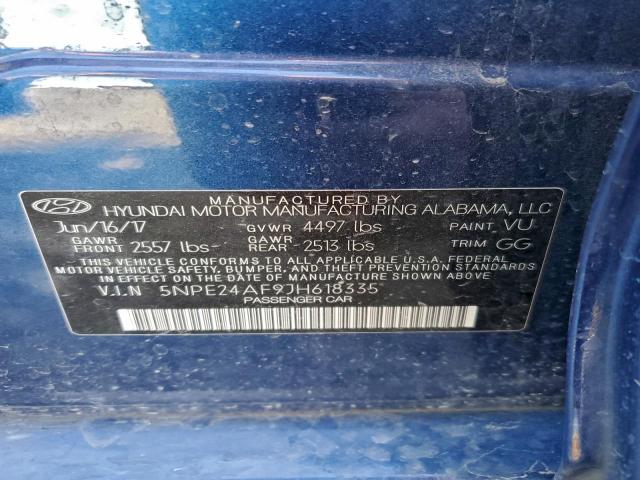 MANUFACTURED BY
HYUNDAI MOTOR MANUFACTURING ALABAMA, LLC
Jun/16/17 GVWR 4497 lbs PAINT VU
GAWR FRONT 2557 lbs GAWR REAR 2513 lbs TRIM GG
THIS VEHICLE CONFORMS TO ALL APPLICABLE U.S. FEDERAL
MOTOR VEHICLE SAFETY, BUMPER, AND THEFT PREVENTION
STANDARDS IN EFFECT ON THE DATE OF MANUFACTURE SHOWN ABOVE
V.I.N 5NPE24AF9JH618335
PASSENGER CAR